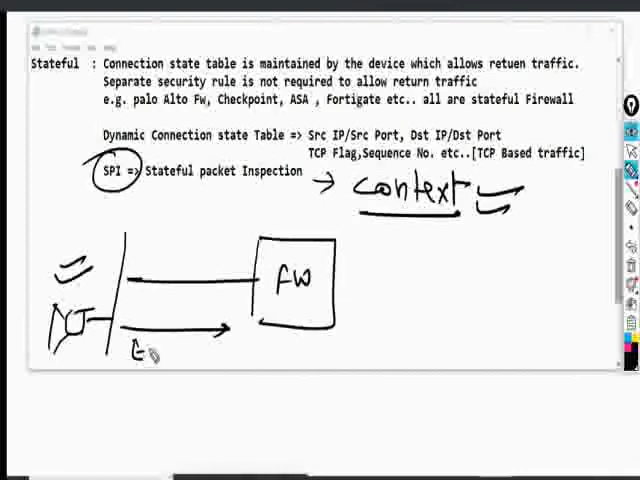 Stateful : Connection state table is maintained by the device which allows retuen traffic.
Separate security rule is not required to allow return traffic
e.g. palo Alto Fw, Checkpoint, ASA , Fortigate etc.. all are stateful Firewall
Dynamic Connection state Table => Src IP/Src Port, Dst IP/Dst Port
TCP Flag,Sequence No. etc..[TCP Based traffic]
SPI => Stateful packet Inspection → context
FW